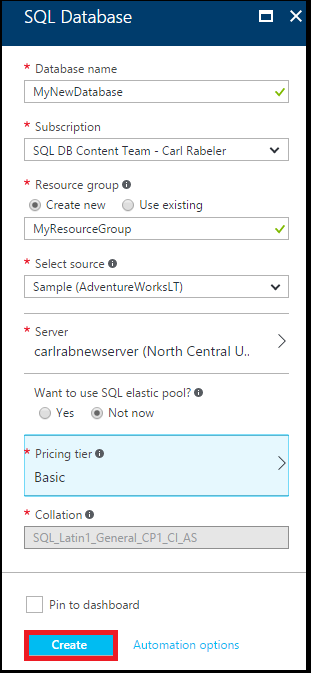 SQL Database
* Database name
MyNewDatabase
* Subscription
SQL DB Content Team - Carl Rabeler
* Resource group
Create new Use existing
MyResourceGroup
* Select source
Sample (AdventureWorksLT)
* Server
carlrabnewserver (North Central U..
Want to use SQL elastic pool?
Yes Not now
* Pricing tier
Basic
* Collation
SQL_Latin1_General_CP1_CI_AS
Pin to dashboard
Create Automation options